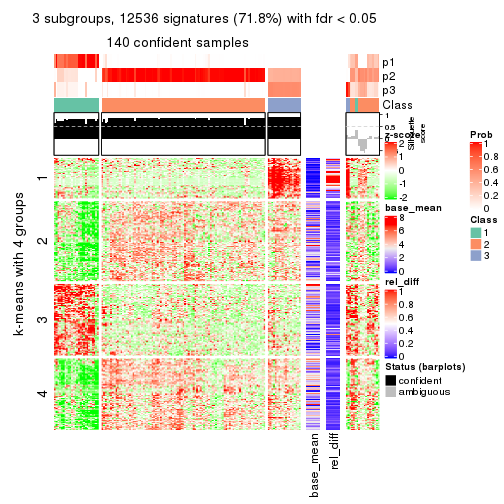 3 subgroups, 12536 signatures (71.8%) with fdr < 0.05
140 confident samples
p1
p2
p3
Class
1
0.5
0
Silhouette
score
k-means with 4 groups
1
2
3
4
base_mean
rel_diff
z-score
2
1
0
-1
-2
base_mean
8
6
4
2
0
rel_diff
1
0.8
0.6
0.4
0.2
0
Status (barplots)
confident
ambiguous
Prob
1
0.8
0.6
0.4
0.2
0
Class
1
2
3